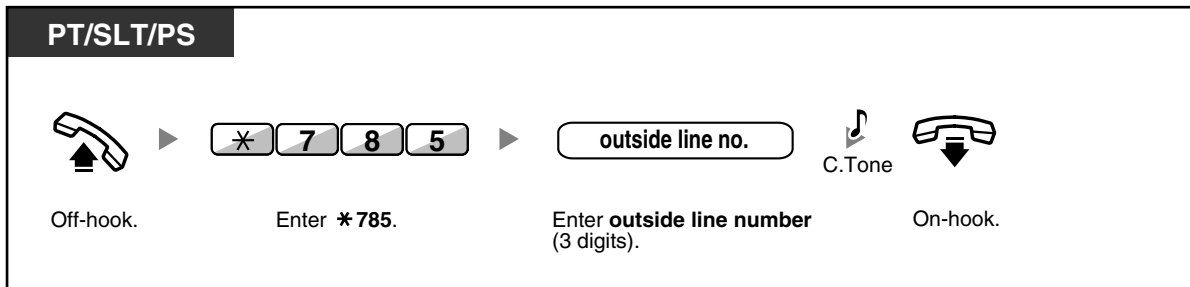 PT/SLT/PS
* 7 8 5
outside line no.
C.Tone
Off-hook.
Enter *785.
Enter outside line number
(3 digits).
On-hook.